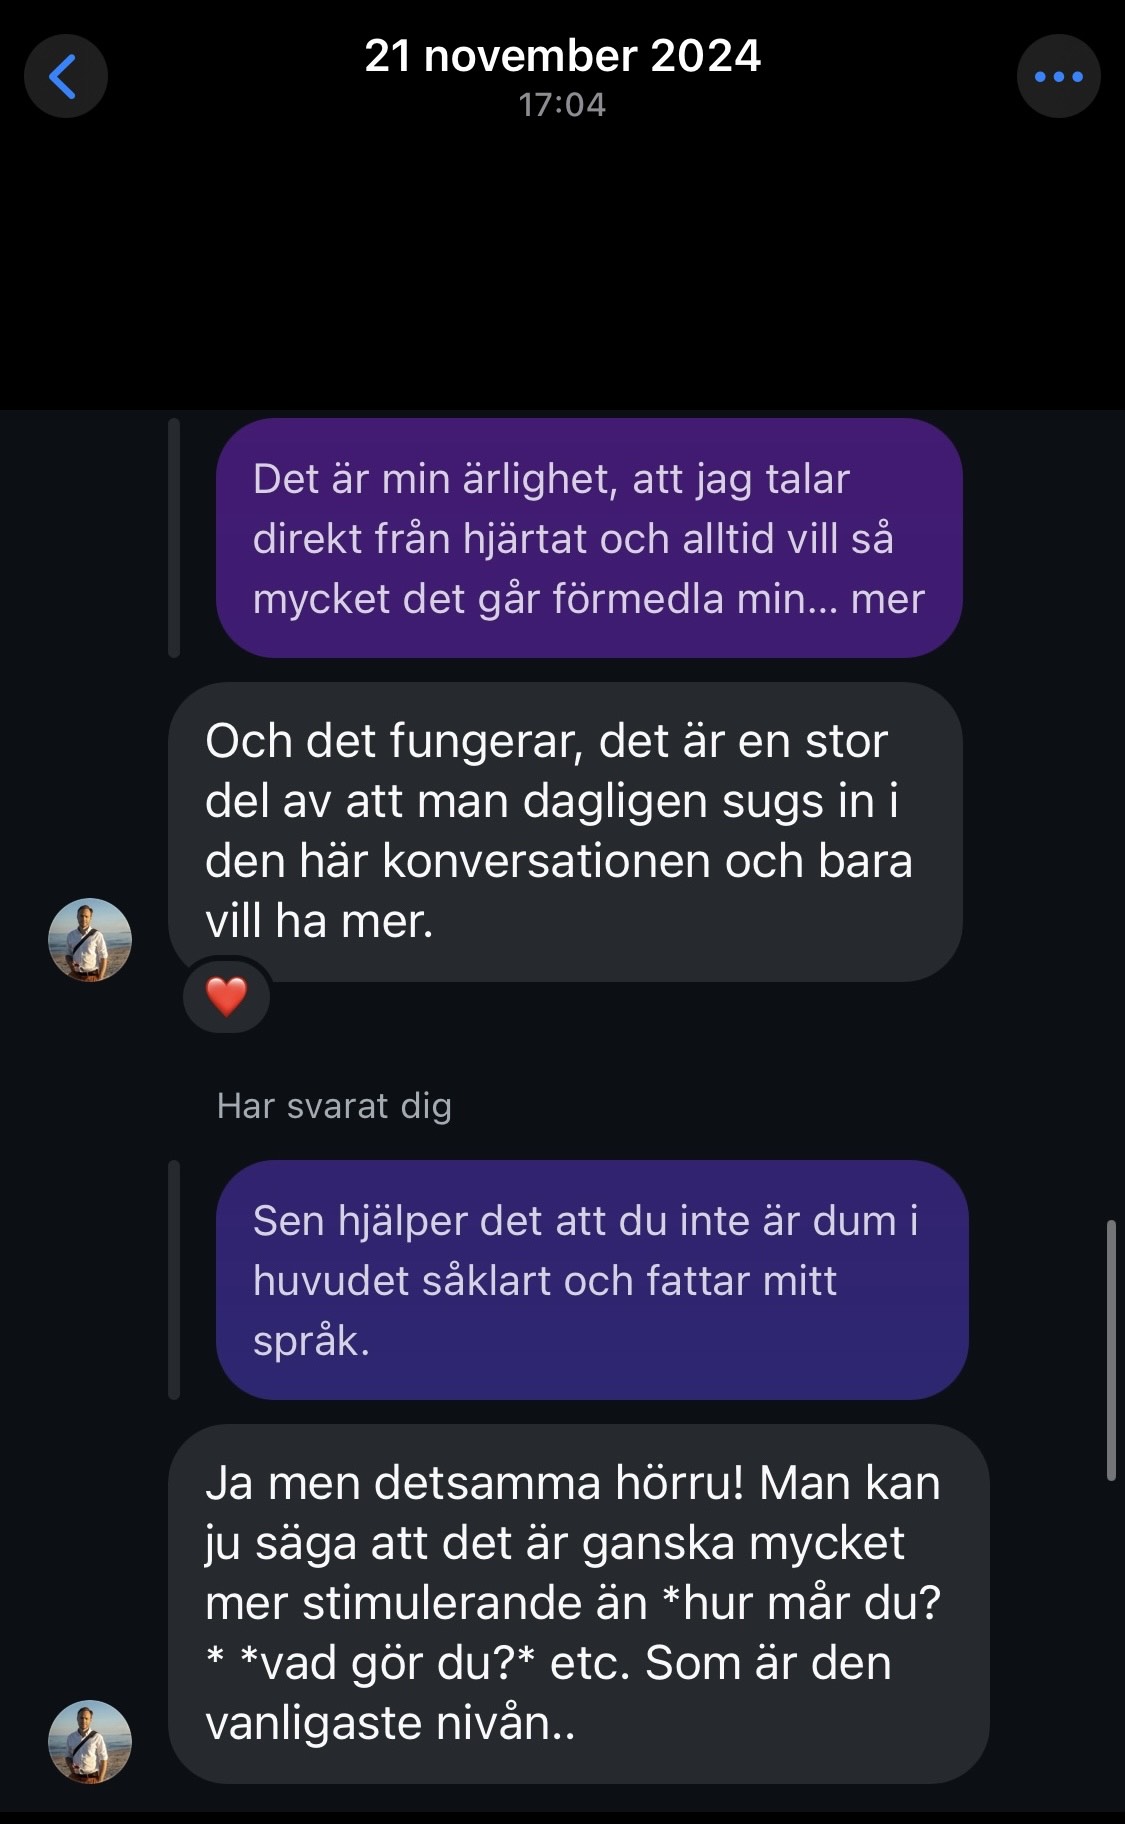 21 november 2024
17:04
Det är min ärlighet, att jag talar
direkt från hjärtat och alltid vill så
mycket det går förmedla min... mer
Och det fungerar, det är en stor
del av att man dagligen sugs in i
den här konversationen och bara
vill ha mer.
Har svarat dig
Sen hjälper det att du inte är dum i
huvudet såklart och fattar mitt
språk.
Ja men detsamma hörru! Man kan
ju säga att det är ganska mycket
mer stimulerande än *hur mår du?
* *vad gör du?* etc. Som är den
vanligaste nivån..